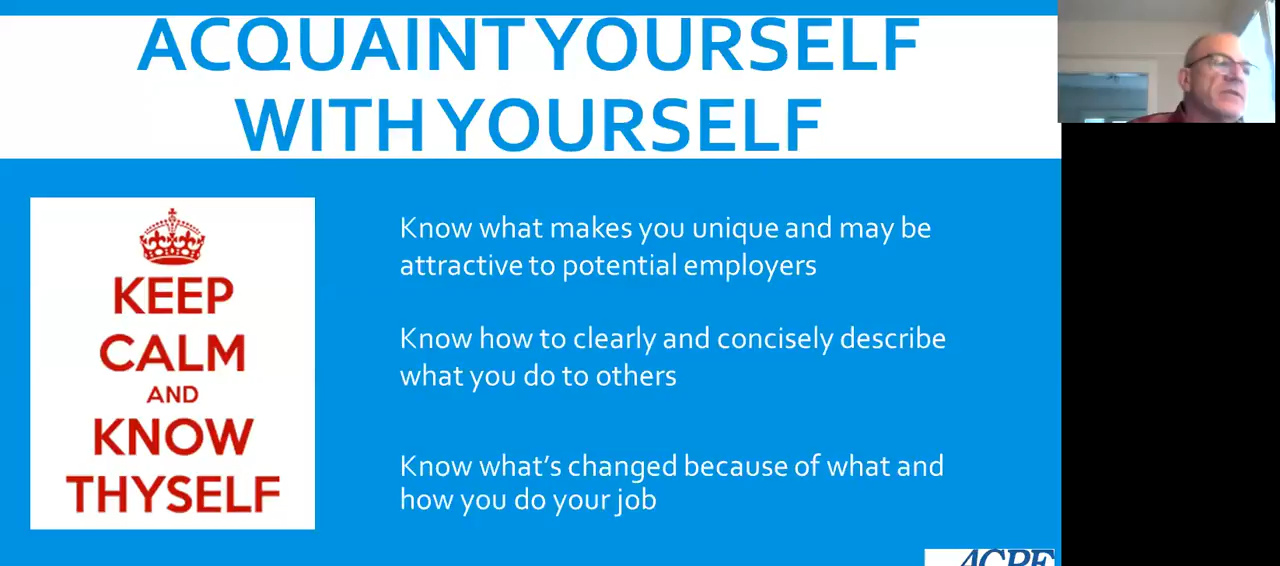 ACQUAINT YOURSELF
WITH YOURSELF
KEEP
CALM
AND
KNOW
THYSELF
Know what makes you unique and may be
attractive to potential employers
Know how to clearly and concisely describe
what you do to others
Know what's changed because of what and
how you do your job
ACPE